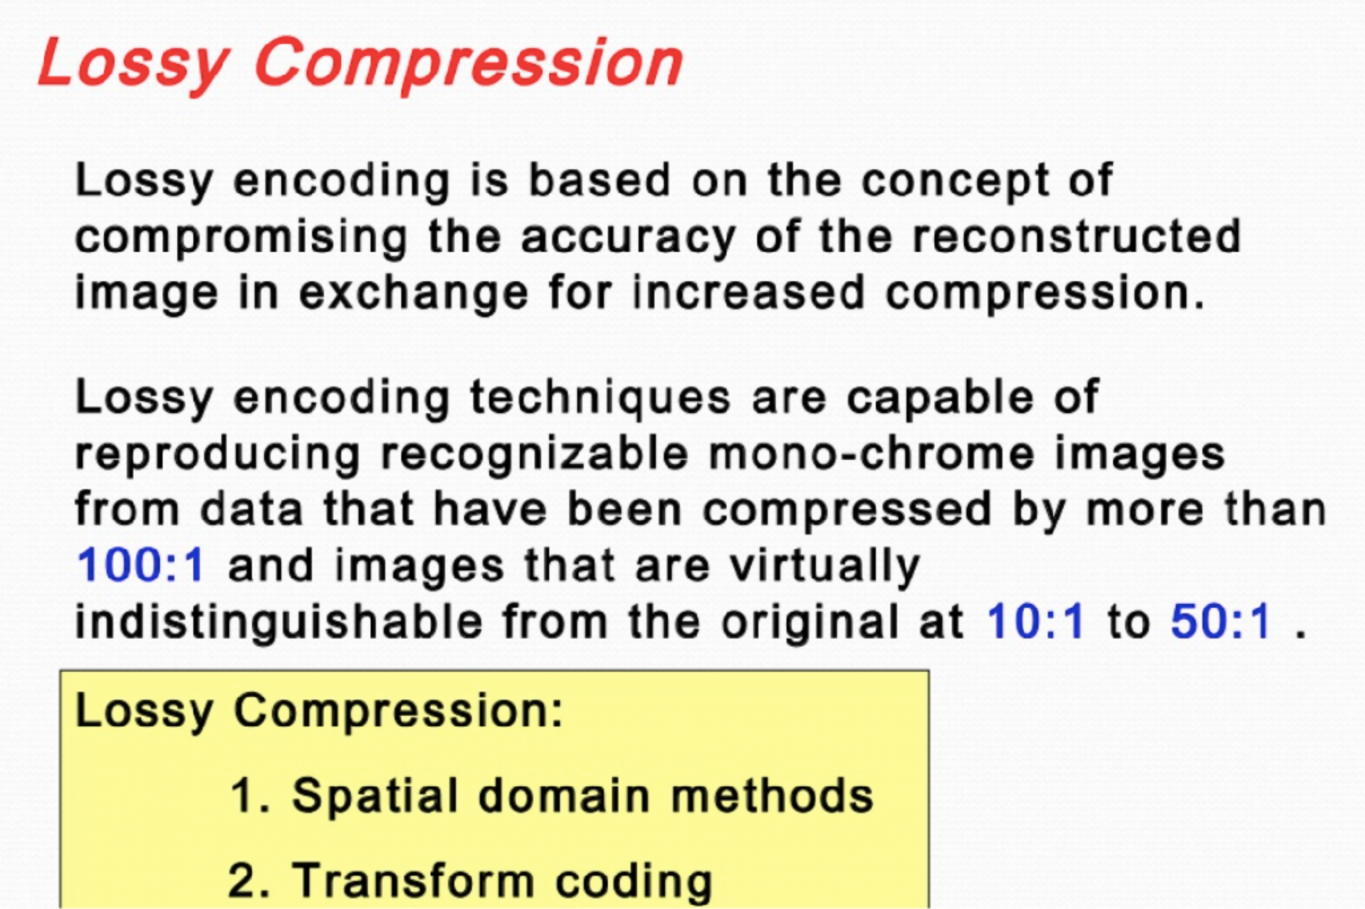 Lossy Compression
Lossy encoding is based on the concept of
compromising the accuracy of the reconstructed
image in exchange for increased compression.
Lossy encoding techniques are capable of
reproducing recognizable mono-chrome images
from data that have been compressed by more than
100:1 and images that are virtually
indistinguishable from the original at 10:1 to 50:1 .
Lossy Compression:
1. Spatial domain methods
2. Transform coding